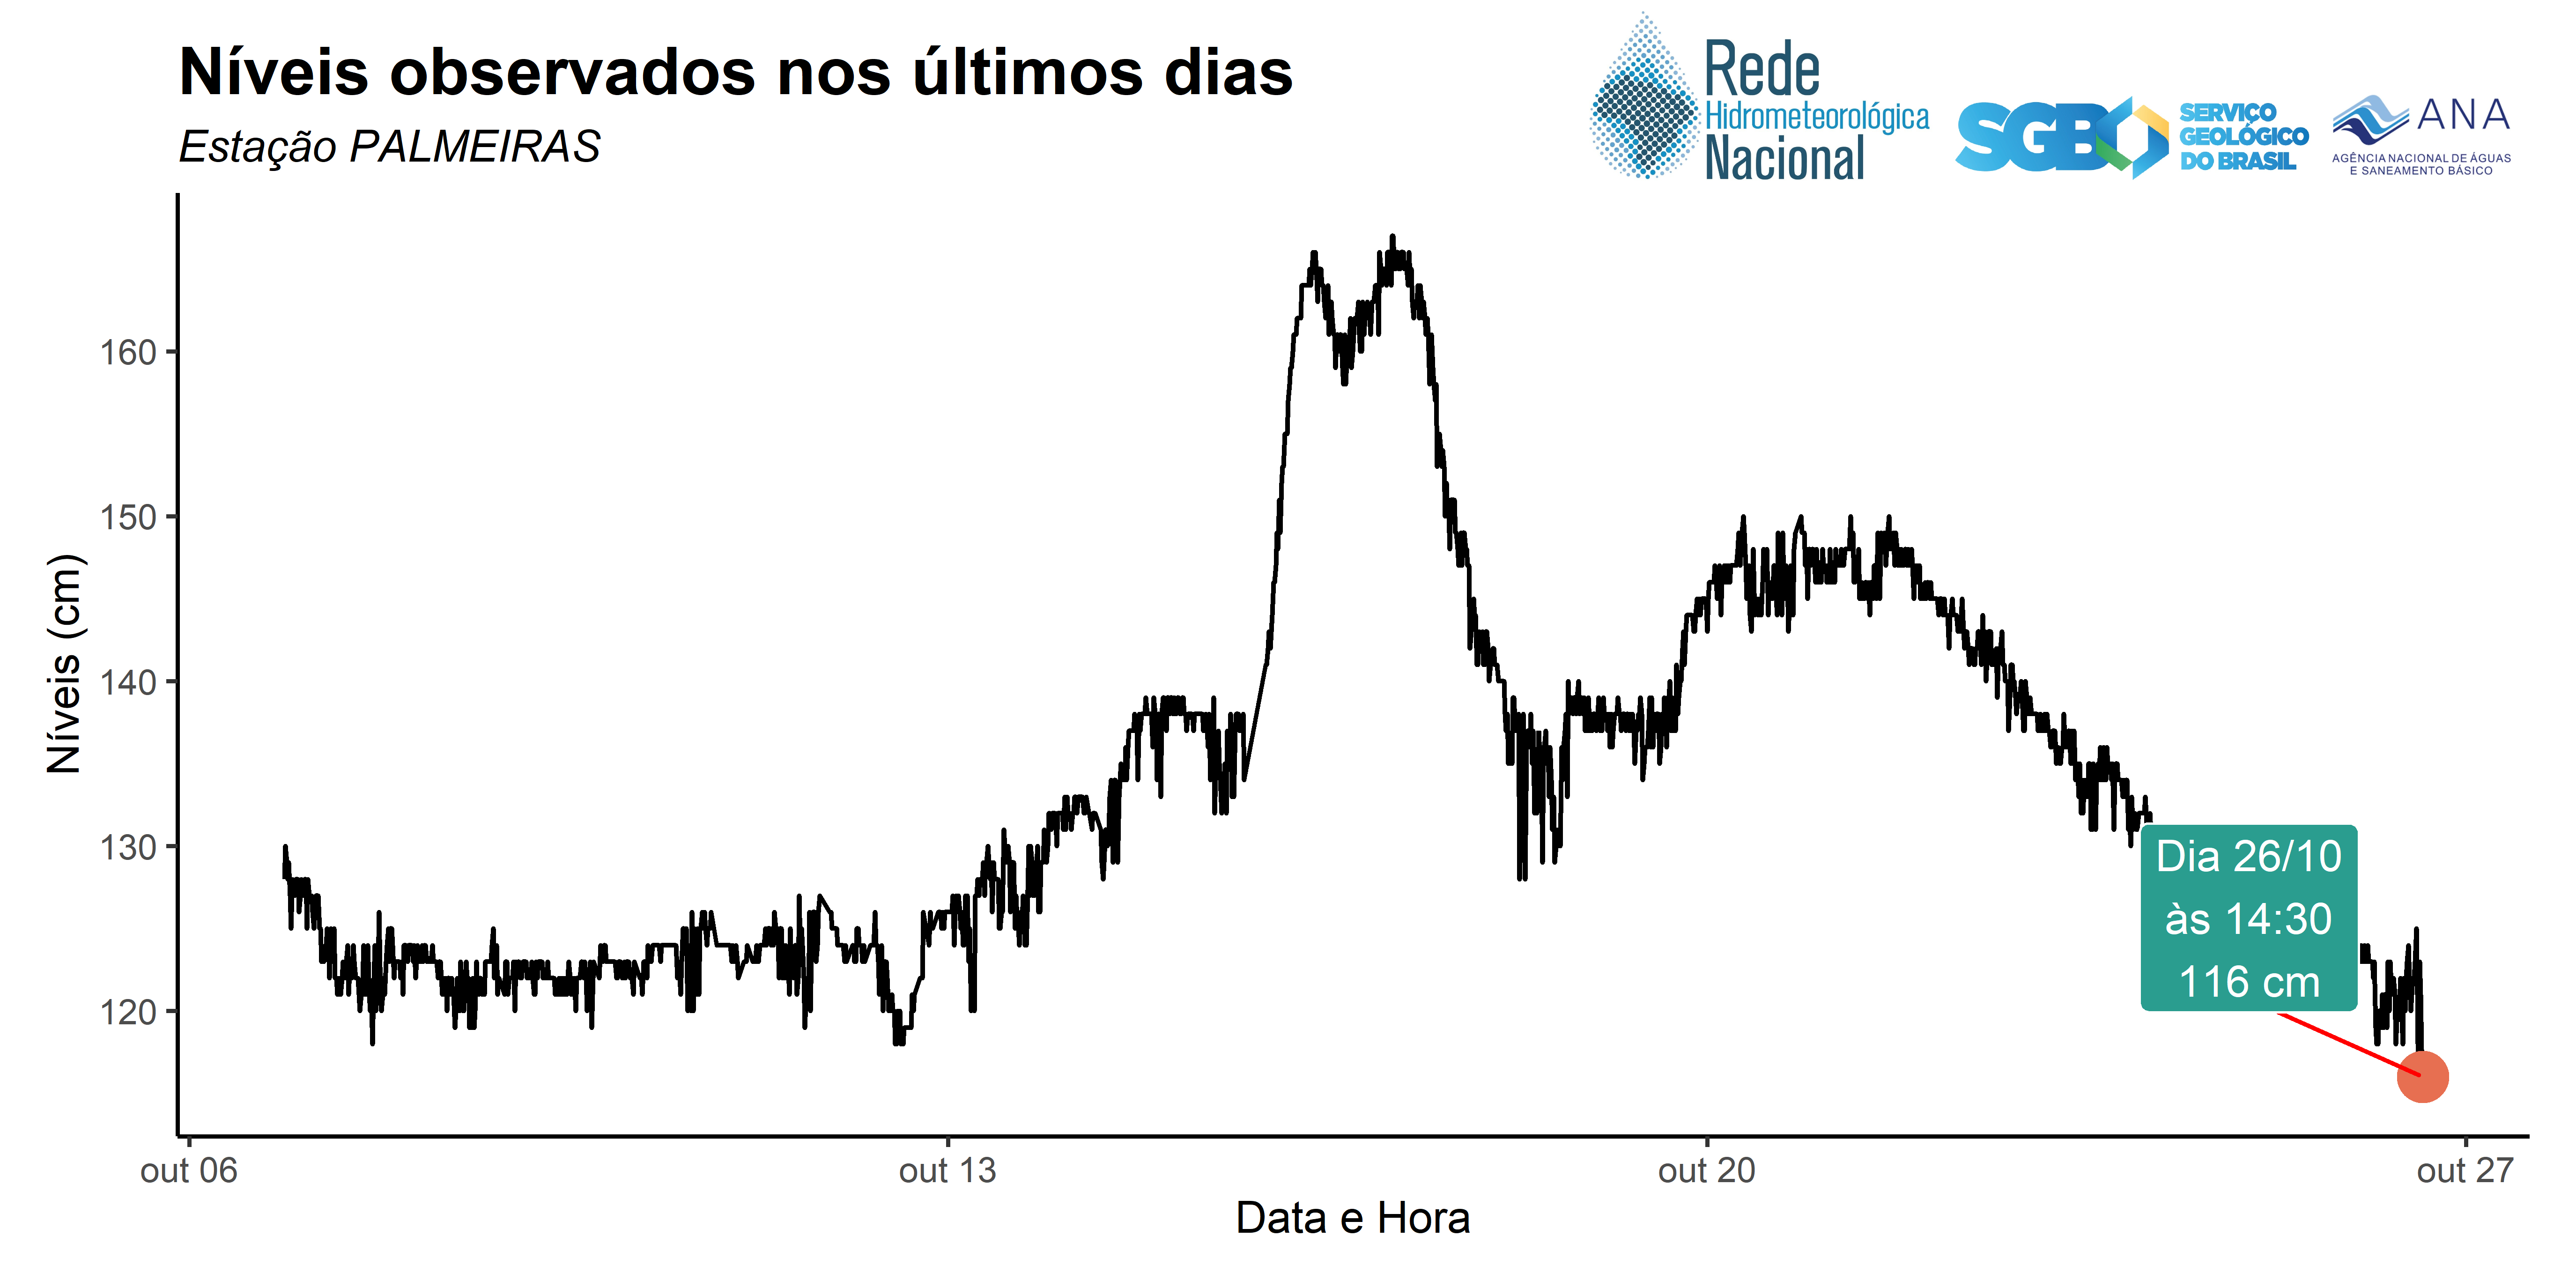 Níveis observados nos últimos dias
Estação PALMEIRAS
Rede
Hidrometeorológica
Nacional
SGB
SERVIÇO
GEOLÓGICO
DO BRASIL
ANA
AGÊNCIA NACIONAL DE ÁGUAS
E SANEAMENTO BÁSICO
Níveis (cm)
160
150
140
130
120
Dia 26/10
às 14:30
116 cm
out 06
out 13
out 20
out 27
Data e Hora